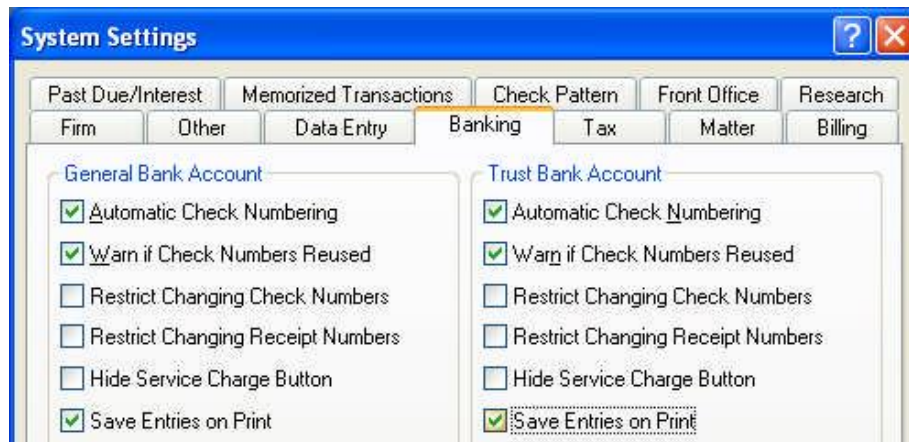 System Settings
Past Due/Interest Memorized Transactions Check Pattern Front Office Research
Firm Other Data Entry Banking Tax Matter Billing
General Bank Account
Automatic Check Numbering
Warn if Check Numbers Reused
Restrict Changing Check Numbers
Restrict Changing Receipt Numbers
Hide Service Charge Button
Save Entries on Print
Trust Bank Account
Automatic Check Numbering
Warn if Check Numbers Reused
Restrict Changing Check Numbers
Restrict Changing Receipt Numbers
Hide Service Charge Button
Save Entries on Print